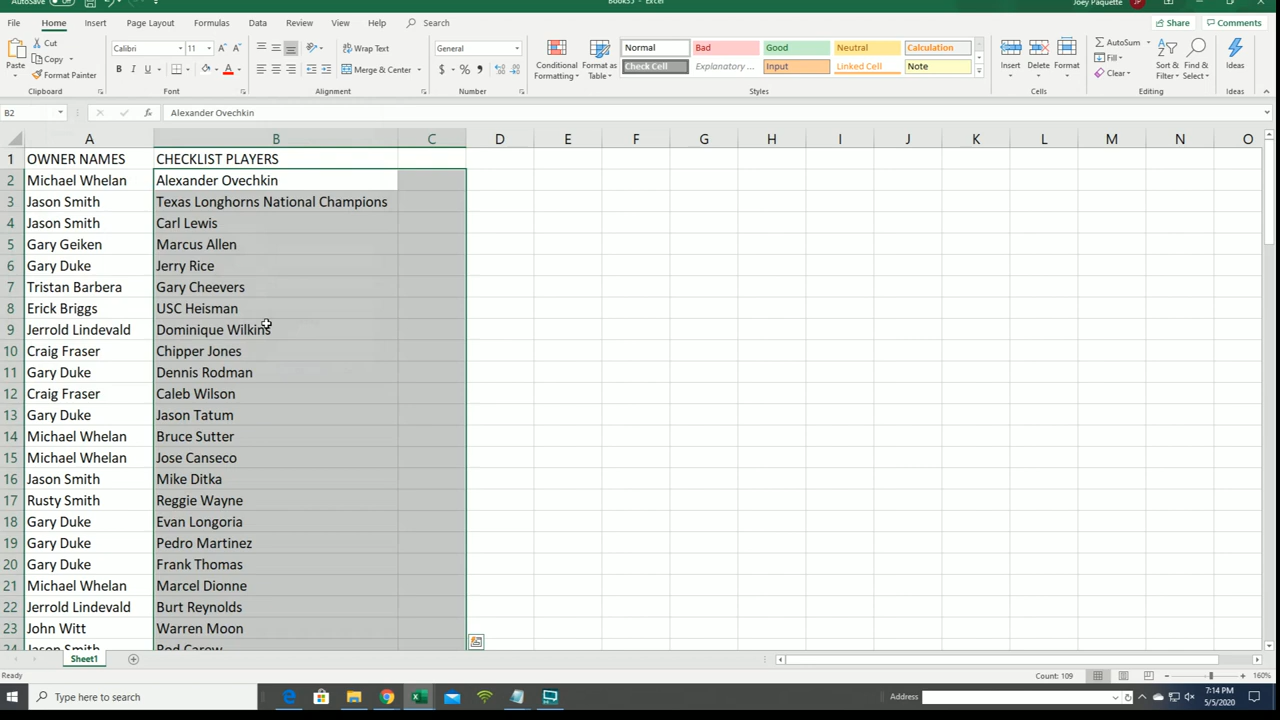 AutoSave Book35 - Excel Joey Paquette JP
File Home Insert Page Layout Formulas Data Review View Help Search Share Comments
Cut Calibri 11 Wrap Text General Normal Bad Good Neutral Calculation AutoSum
Copy Fill
Paste Format Painter B I U Merge & Center $ % Conditional Formatting Format as Table Check Cell Explanatory ... Input Linked Cell Note Insert Delete Format Clear Sort & Filter Find & Select Ideas
Clipboard Font Alignment Number Styles Cells Editing Ideas
B2 fx Alexander Ovechkin
A B C D E F G H I J K L M N O
1 OWNER NAMES CHECKLIST PLAYERS
2 Michael Whelan Alexander Ovechkin
3 Jason Smith Texas Longhorns National Champions
4 Jason Smith Carl Lewis
5 Gary Geiken Marcus Allen
6 Gary Duke Jerry Rice
7 Tristan Barbera Gary Cheevers
8 Erick Briggs USC Heisman
9 Jerrold Lindevald Dominique Wilkins
10 Craig Fraser Chipper Jones
11 Gary Duke Dennis Rodman
12 Craig Fraser Caleb Wilson
13 Gary Duke Jason Tatum
14 Michael Whelan Bruce Sutter
15 Michael Whelan Jose Canseco
16 Jason Smith Mike Ditka
17 Rusty Smith Reggie Wayne
18 Gary Duke Evan Longoria
19 Gary Duke Pedro Martinez
20 Gary Duke Frank Thomas
21 Michael Whelan Marcel Dionne
22 Jerrold Lindevald Burt Reynolds
23 John Witt Warren Moon
24 Jason Smith Rod Carew
Sheet1
Ready Count: 109 160%
Type here to search Address 7:14 PM
5/5/2020